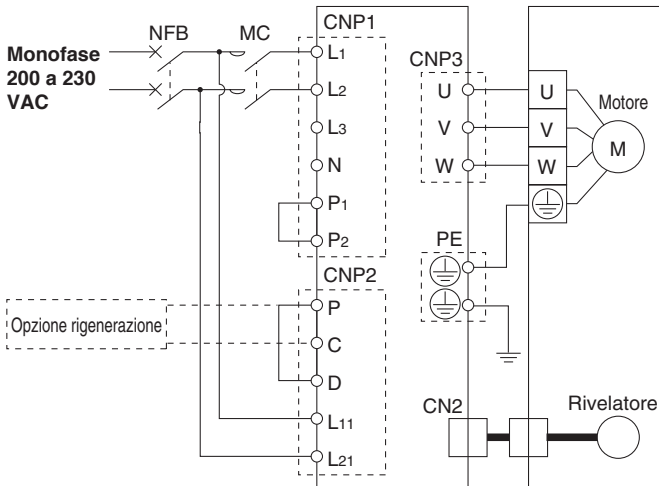 NFB
MC
CNP1
Monofase
200 a 230
VAC
L1
L2
L3
N
P1
P2
CNP3
U
V
W
U
V
W
Motore
M
PE
CNP2
Opzione rigenerazione
P
C
D
L11
L21
CN2
Rivelatore